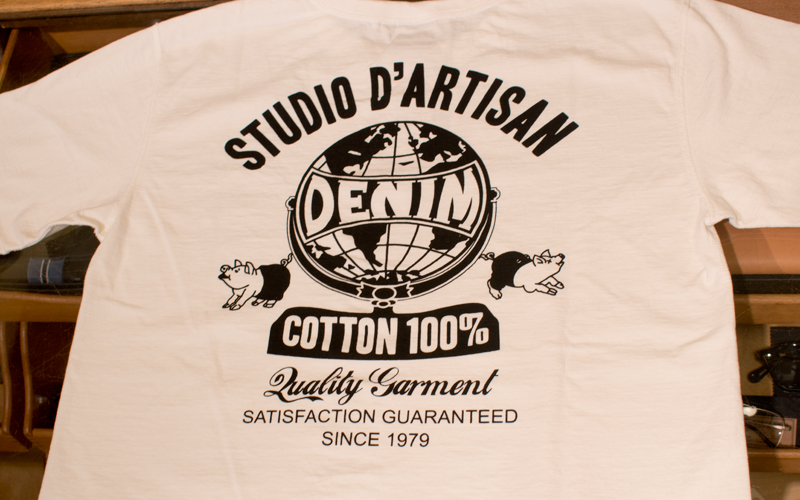 STUDIO D'ARTISAN
DENIM
COTTON 100%
Quality Garment
SATISFACTION GUARANTEED
SINCE 1979